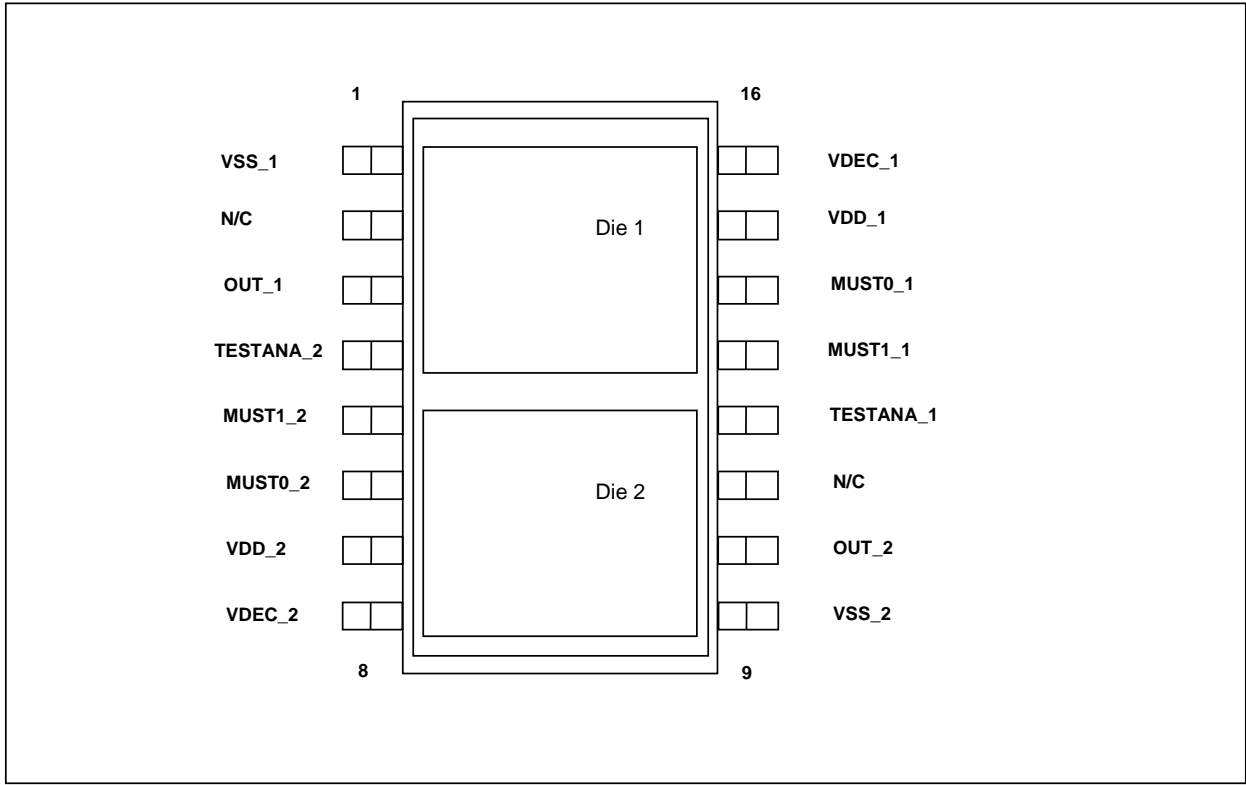 1 16
VSS_1 VDEC_1
N/C VDD_1
Die 1
OUT_1 MUST0_1
TESTANA_2 MUST1_1
MUST1_2 TESTANA_1
MUST0_2 N/C
Die 2
VDD_2 OUT_2
VDEC_2 VSS_2
8 9